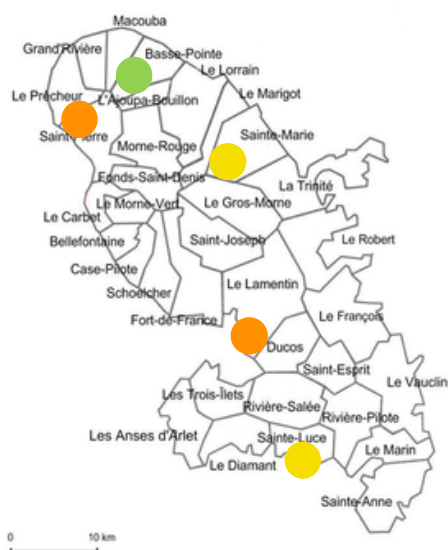 Macouba
Grand Rivière
Basse-Pointe
Le Lorrain
Le Prêcheur
L'Ajoupa-Bouillon
Le Marigot
Sainte-Marie
Morne-Rouge
Fonds-Saint-Denis
La Trinité
Le Morne-Vert
Le Gros-Morne
Le Carbet
Bellefontaine
Saint-Joseph
Le Robert
Case-Pilote
Schoelcher
Le Lamentin
Fort-de-France
Le François
Ducos
Saint-Esprit
Le Vauclin
Les Trois-Îlets
Rivière-Salée
Rivière-Pilote
Les Anses d'Arlet
Sainte-Luce
Le Marin
Le Diamant
Sainte-Anne
0 10 km